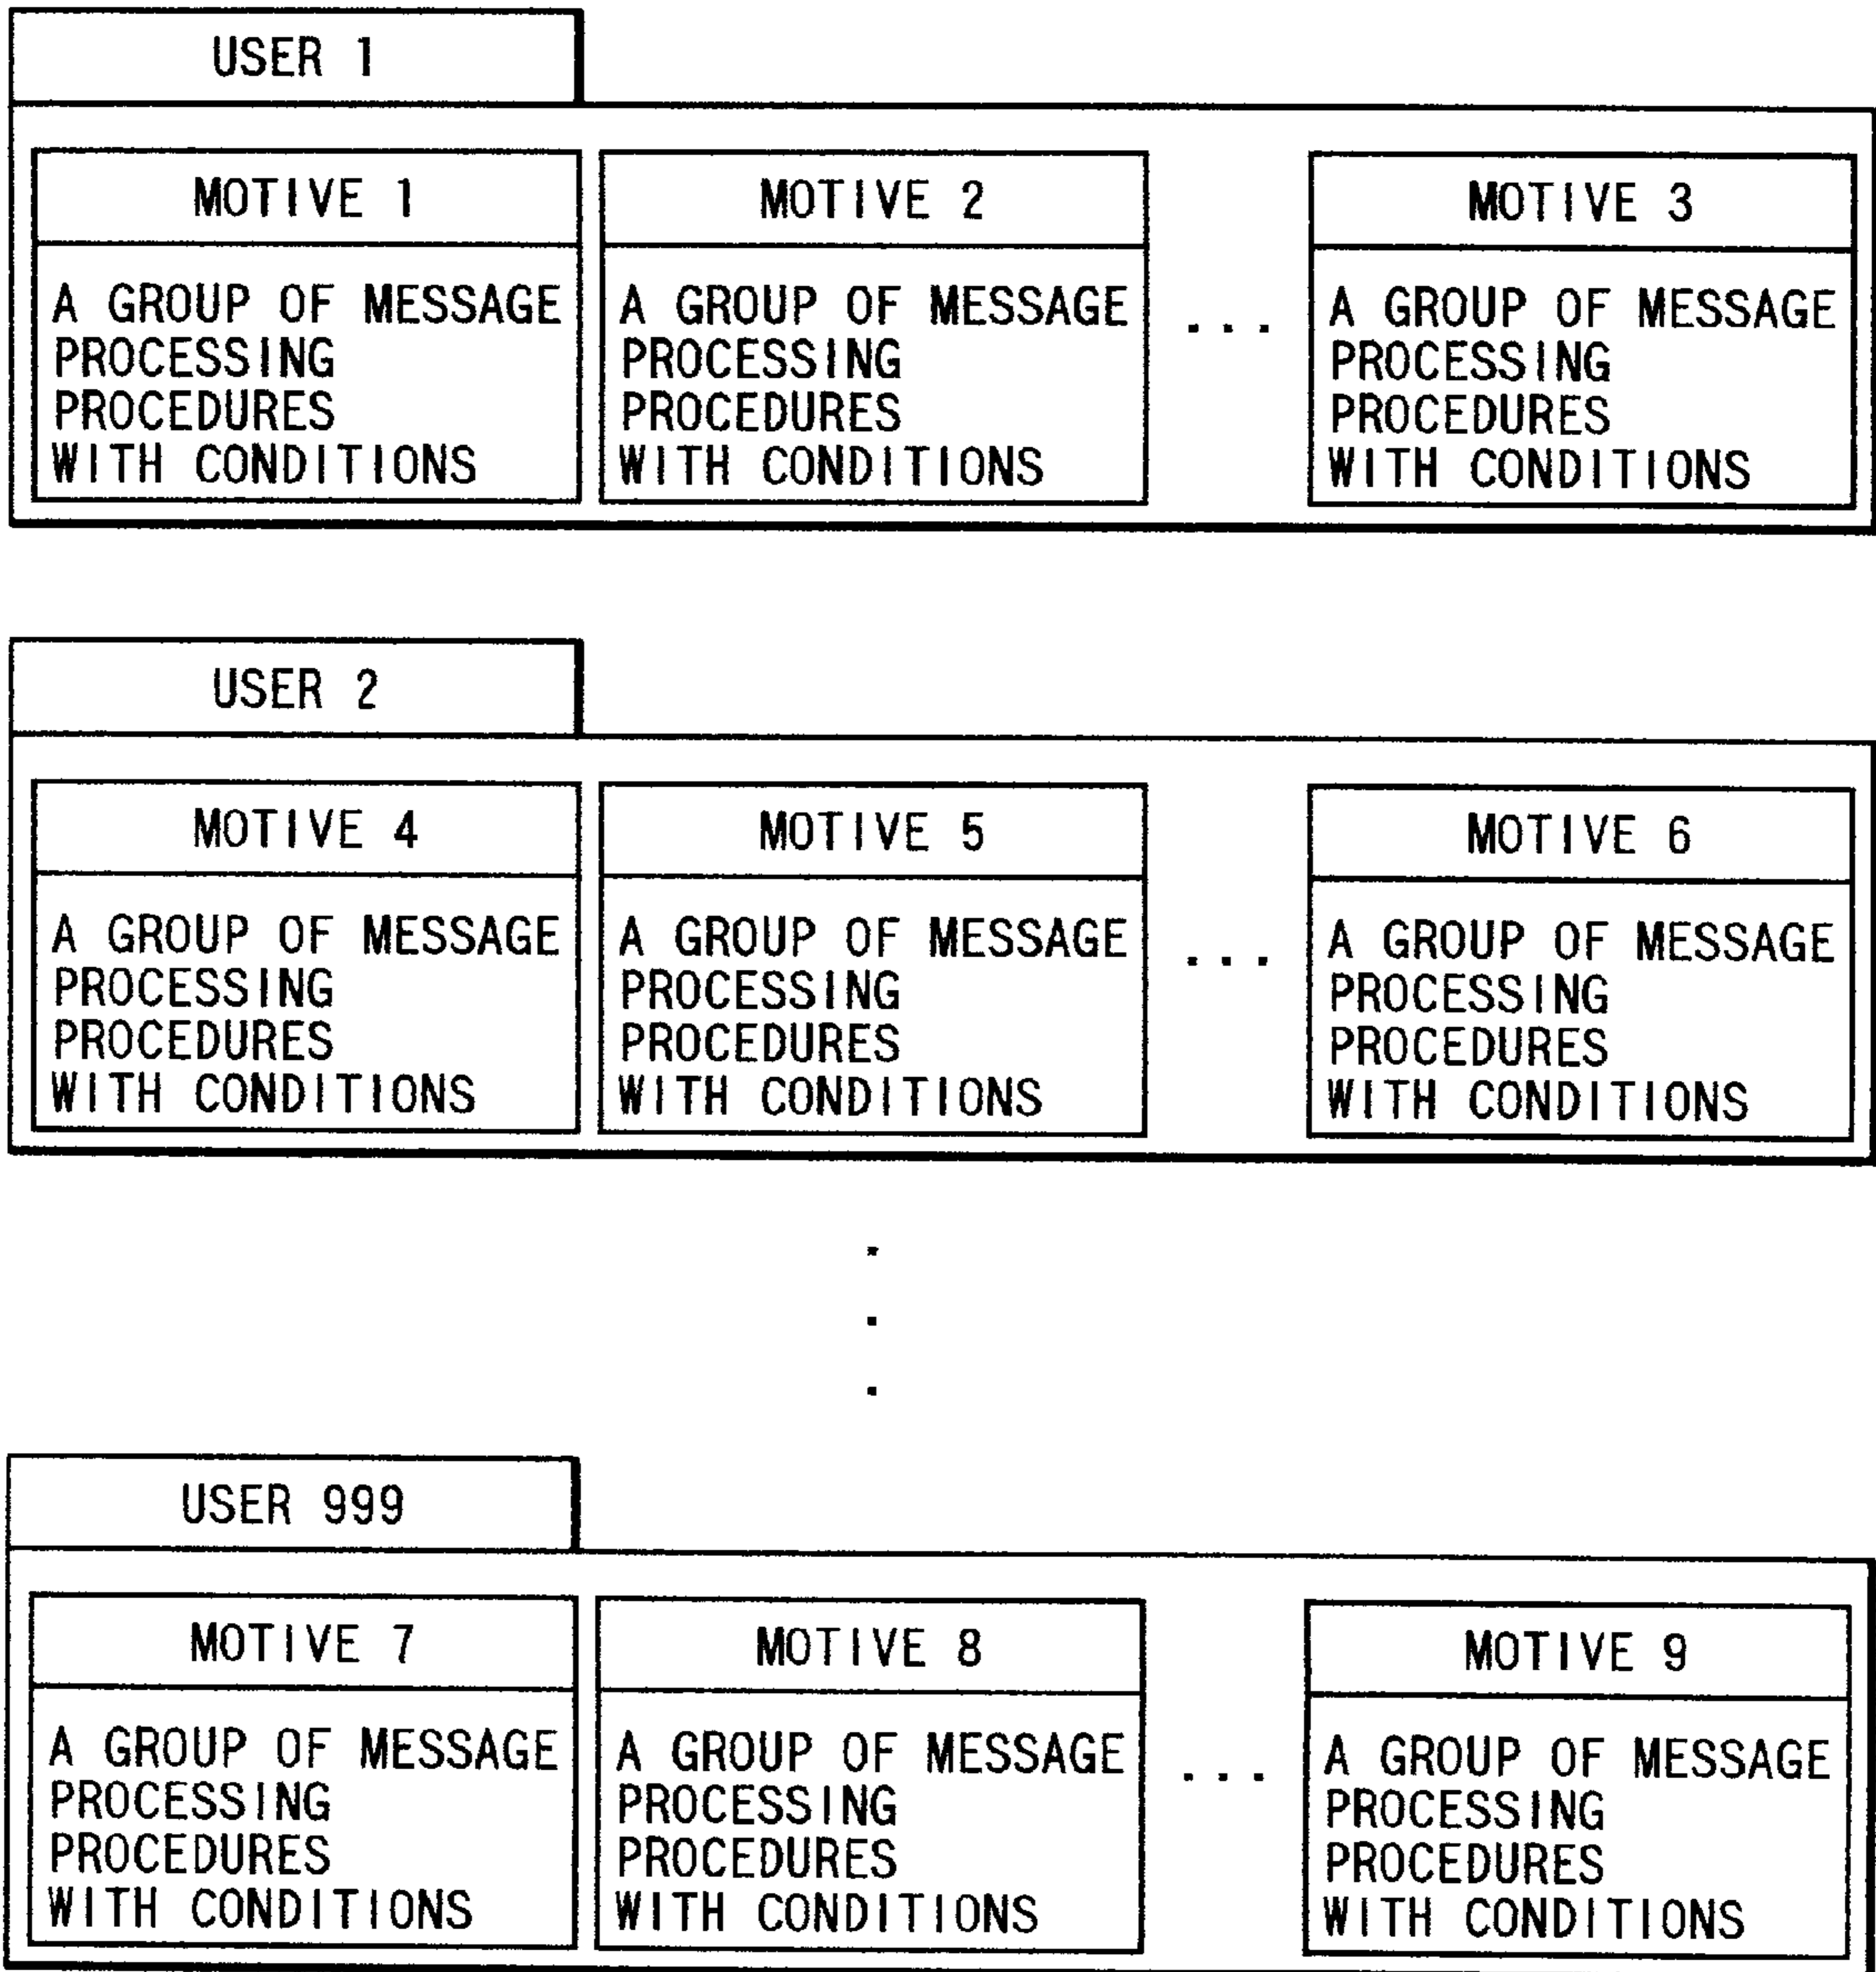 USER 1
MOTIVE 1
A GROUP OF MESSAGE
PROCESSING
PROCEDURES
WITH CONDITIONS
MOTIVE 2
A GROUP OF MESSAGE
PROCESSING
PROCEDURES
WITH CONDITIONS
...
MOTIVE 3
A GROUP OF MESSAGE
PROCESSING
PROCEDURES
WITH CONDITIONS
USER 2
MOTIVE 4
A GROUP OF MESSAGE
PROCESSING
PROCEDURES
WITH CONDITIONS
MOTIVE 5
A GROUP OF MESSAGE
PROCESSING
PROCEDURES
WITH CONDITIONS
...
MOTIVE 6
A GROUP OF MESSAGE
PROCESSING
PROCEDURES
WITH CONDITIONS
.
.
.
USER 999
MOTIVE 7
A GROUP OF MESSAGE
PROCESSING
PROCEDURES
WITH CONDITIONS
MOTIVE 8
A GROUP OF MESSAGE
PROCESSING
PROCEDURES
WITH CONDITIONS
...
MOTIVE 9
A GROUP OF MESSAGE
PROCESSING
PROCEDURES
WITH CONDITIONS